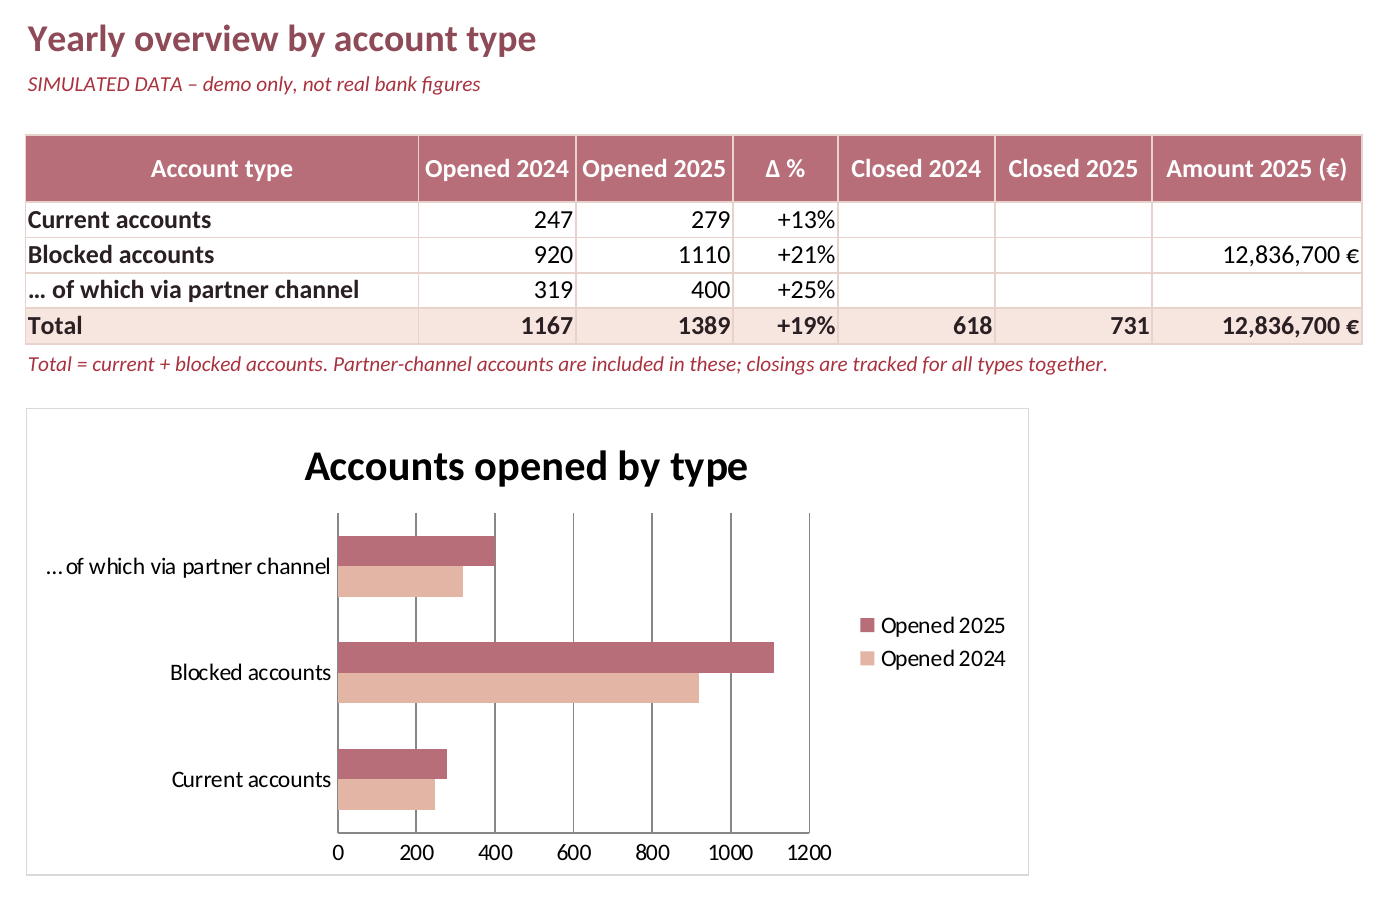 Yearly overview by account type
SIMULATED DATA – demo only, not real bank figures
Account type Opened 2024 Opened 2025 Δ % Closed 2024 Closed 2025 Amount 2025 (€)
Current accounts 247 279 +13%
Blocked accounts 920 1110 +21% 12,836,700 €
… of which via partner channel 319 400 +25%
Total 1167 1389 +19% 618 731 12,836,700 €
Total = current + blocked accounts. Partner-channel accounts are included in these; closings are tracked for all types together.
Accounts opened by type
… of which via partner channel
Blocked accounts
Current accounts
0 200 400 600 800 1000 1200
Opened 2025
Opened 2024